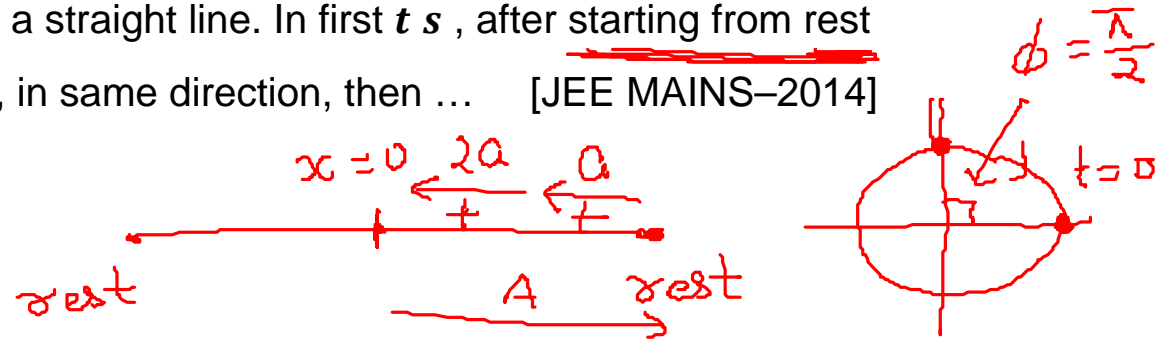 a straight line. In first t s , after starting from rest
ϕ = π/2
, in same direction, then … [JEE MAINS–2014]
x = 0 2a a
t t
t = 0
rest A rest